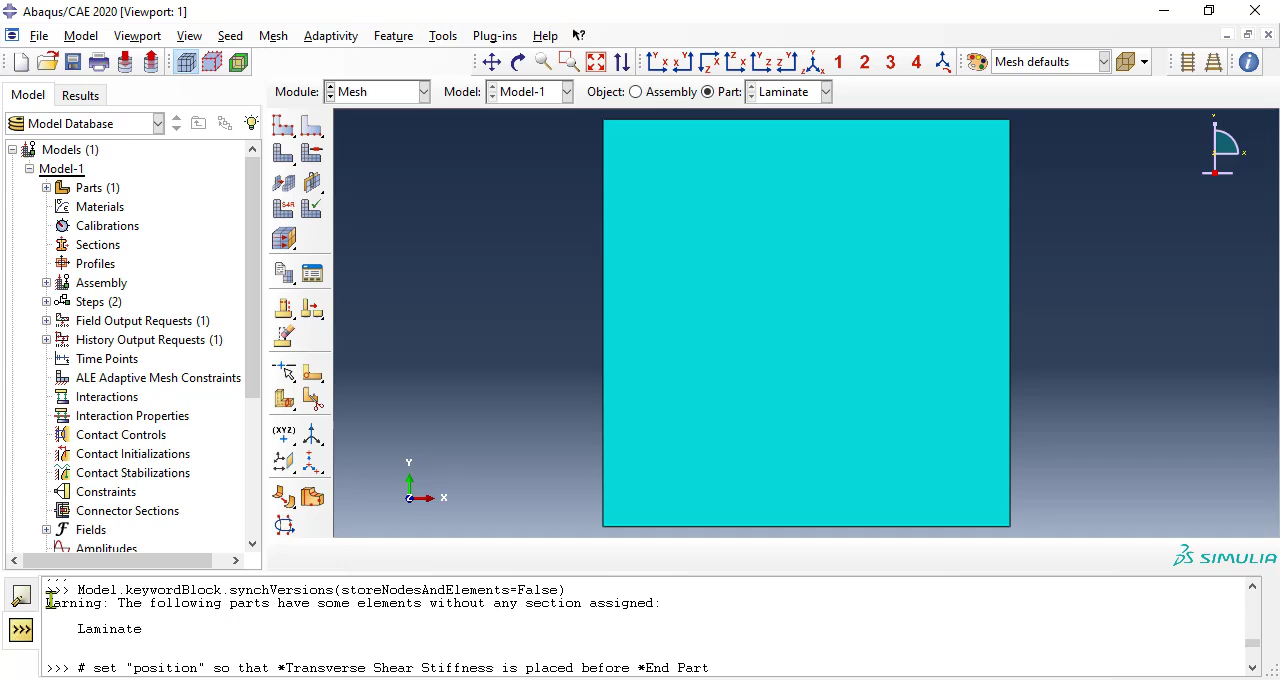 Abaqus/CAE 2020 [Viewport: 1]
File Model Viewport View Seed Mesh Adaptivity Feature Tools Plug-ins Help
1 2 3 4 Mesh defaults
Model Results Module: Mesh Model: Model-1 Object: Assembly Part: Laminate
Model Database
Models (1)
Model-1
Parts (1)
Materials
Calibrations
Sections
Profiles
Assembly
Steps (2)
Field Output Requests (1)
History Output Requests (1)
Time Points
ALE Adaptive Mesh Constraints
Interactions
Interaction Properties
Contact Controls
Contact Initializations
Contact Stabilizations
Constraints
Connector Sections
Fields
Amplitudes
S4R
(XYZ)
Y
Z X
SIMULIA
>>>
>>> Model.keywordBlock.synchVersions(storeNodesAndElements=False)
Warning: The following parts have some elements without any section assigned:
Laminate
>>> # set "position" so that *Transverse Shear Stiffness is placed before *End Part